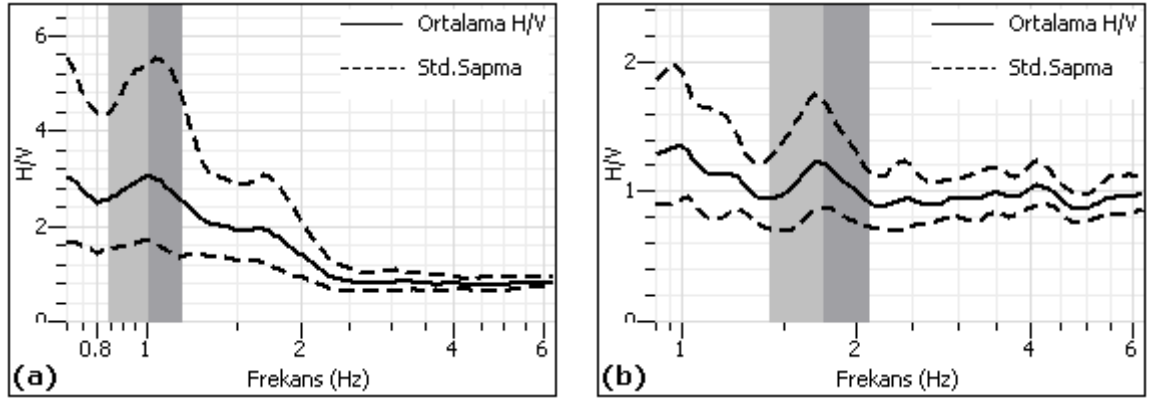 Ortalama H/V
Std.Sapma
6
4
2
0
H/V
0.8 1 2 4 6
Frekans (Hz)
(a)
Ortalama H/V
Std.Sapma
2
1
0
H/V
1 2 4 6
Frekans (Hz)
(b)